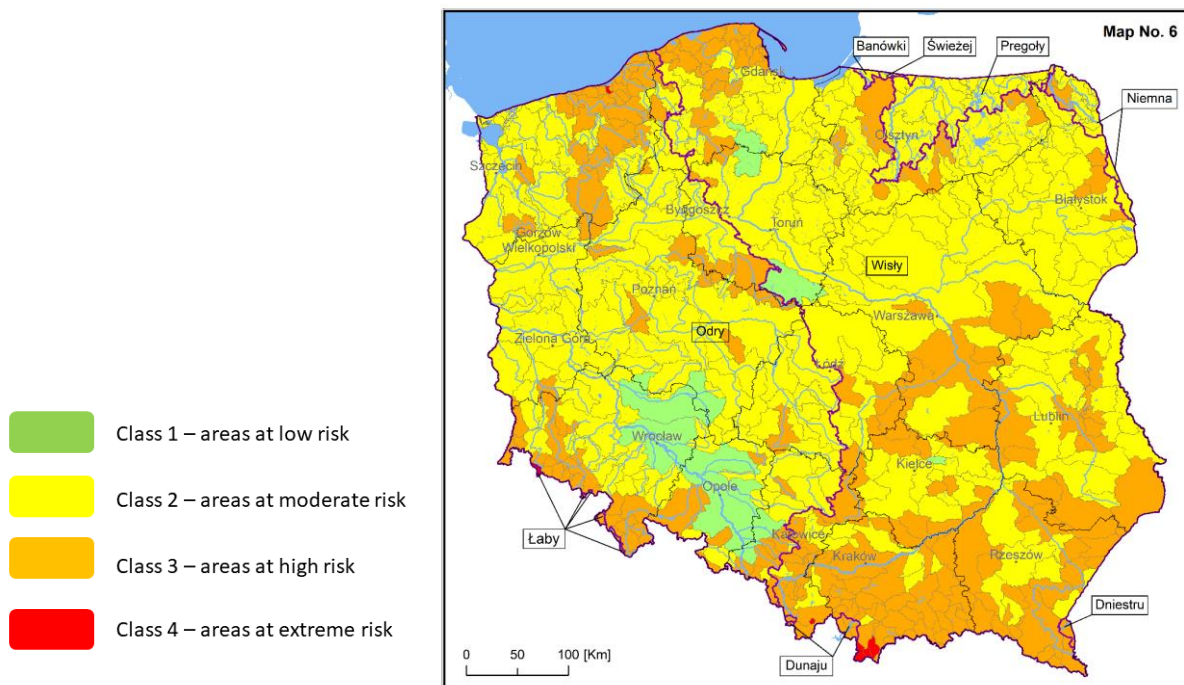 Class 1 – areas at low risk
Class 2 – areas at moderate risk
Class 3 – areas at high risk
Class 4 – areas at extreme risk
Map No. 6
Banówki
Świeżej
Pregoły
Niemna
Gdańsk
Olsztyn
Szczecin
Białystok
Bydgoszcz
Toruń
Gorzów
Wielkopolski
Wisły
Poznań
Warszawa
Odry
Zielona Góra
Łódź
Lublin
Wrocław
Kielce
Opole
Łaby
Katowice
Kraków
Rzeszów
Dniestru
Dunaju
0 50 100 [Km]